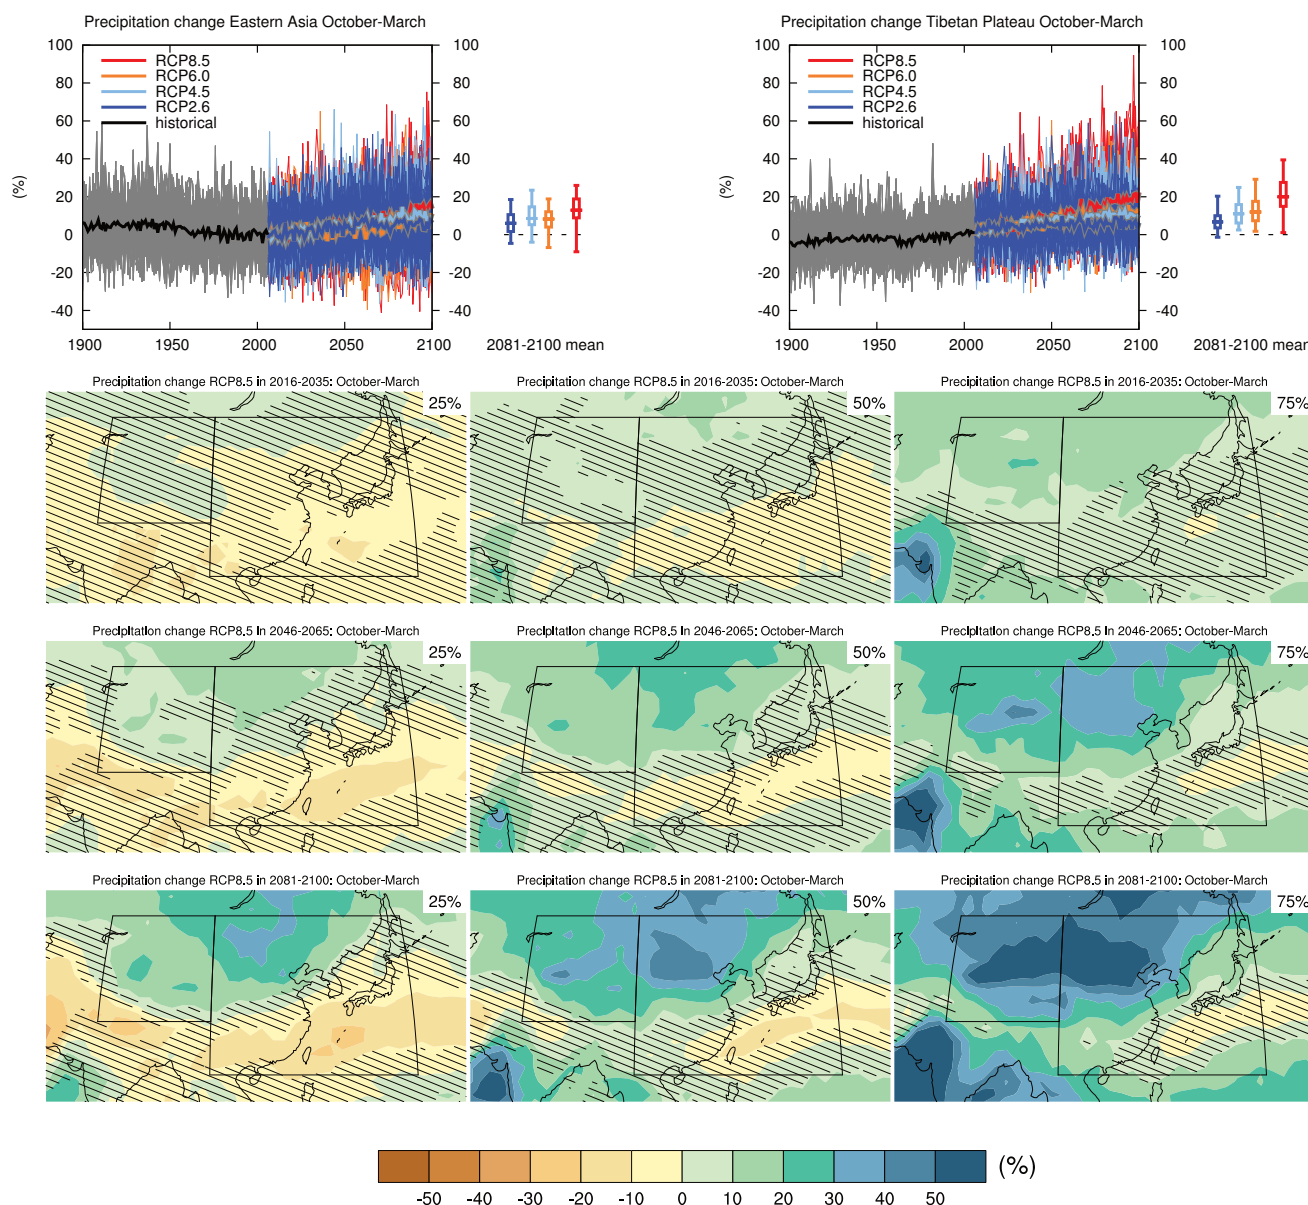 Precipitation change Eastern Asia October-March
100
80
60
40
20
0
-20
-40
(%)
RCP8.5
RCP6.0
RCP4.5
RCP2.6
historical
100
80
60
40
20
0
-20
-40
1900
1950
2000
2050
2100
2081-2100 mean
Precipitation change Tibetan Plateau October-March
100
80
60
40
20
0
-20
-40
(%)
RCP8.5
RCP6.0
RCP4.5
RCP2.6
historical
100
80
60
40
20
0
-20
-40
1900
1950
2000
2050
2100
2081-2100 mean
Precipitation change RCP8.5 in 2016-2035: October-March
25%
Precipitation change RCP8.5 in 2016-2035: October-March
50%
Precipitation change RCP8.5 in 2016-2035: October-March
75%
Precipitation change RCP8.5 in 2046-2065: October-March
25%
Precipitation change RCP8.5 in 2046-2065: October-March
50%
Precipitation change RCP8.5 in 2046-2065: October-March
75%
Precipitation change RCP8.5 in 2081-2100: October-March
25%
Precipitation change RCP8.5 in 2081-2100: October-March
50%
Precipitation change RCP8.5 in 2081-2100: October-March
75%
-50
-40
-30
-20
-10
0
10
20
30
40
50
(%)